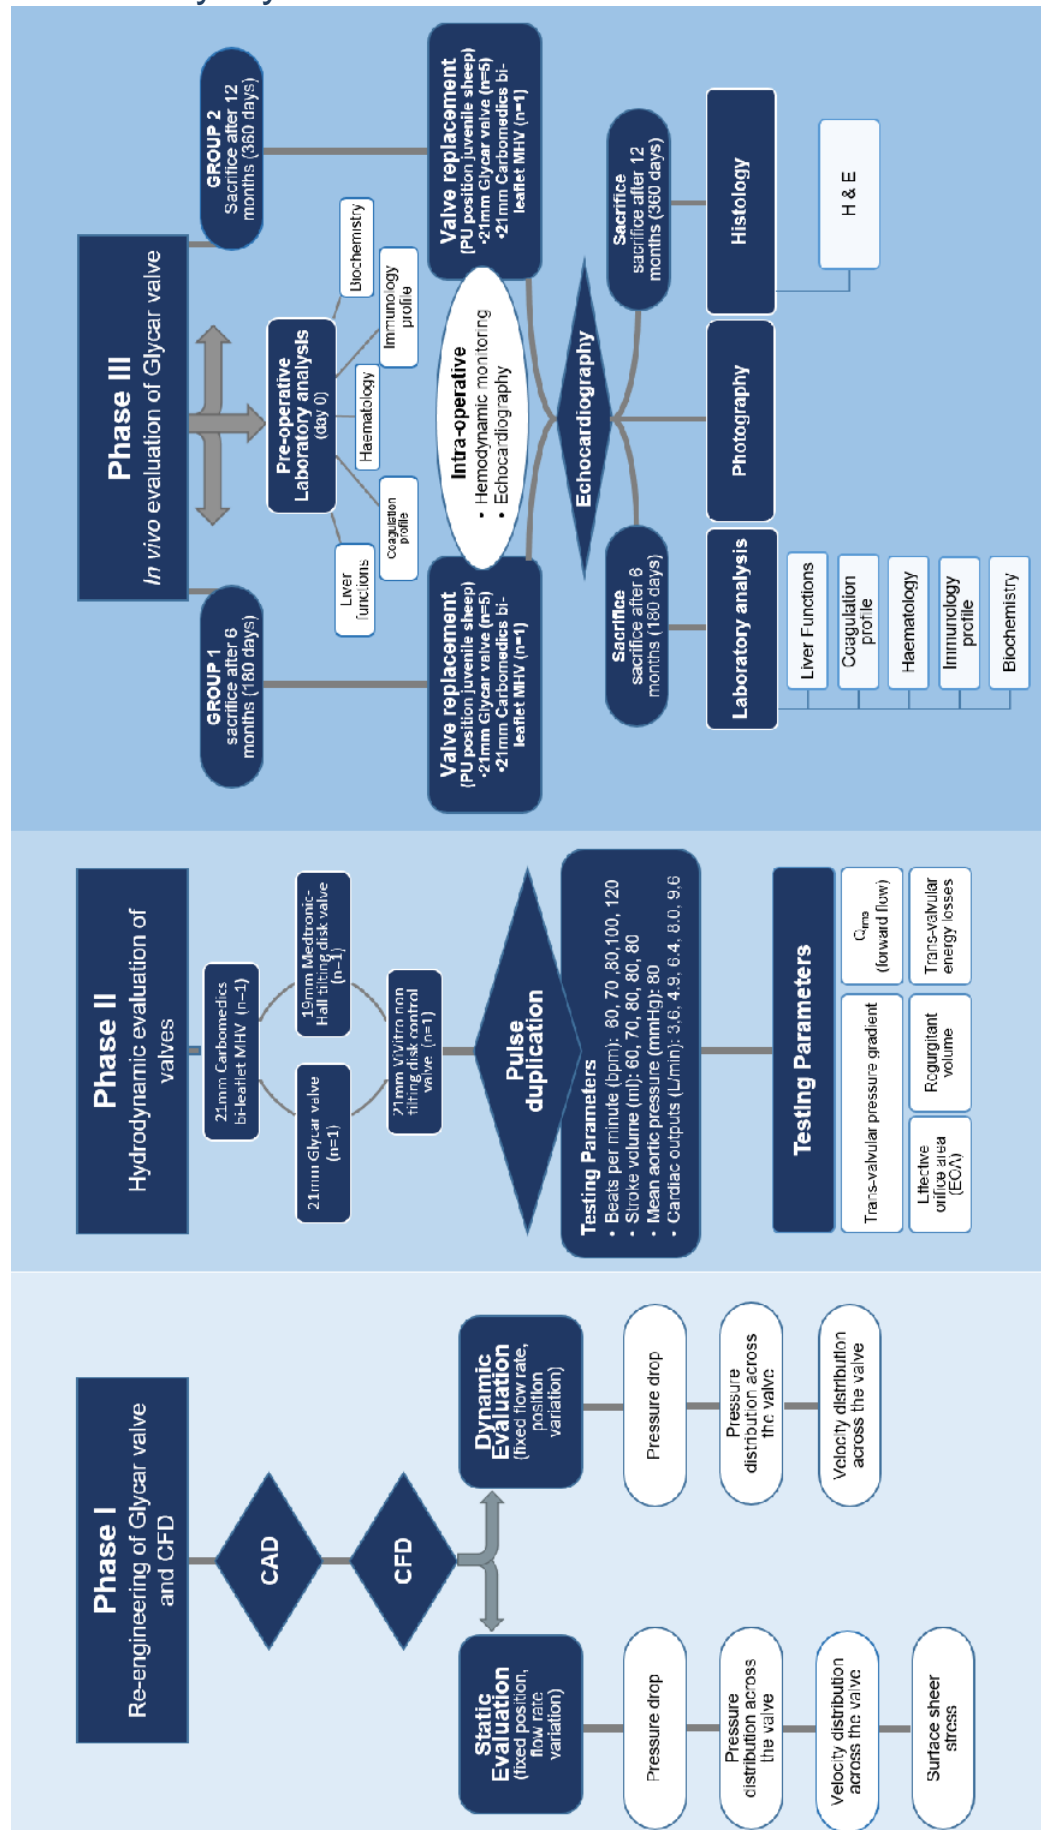 Phase I
Re-engineering of Glycar valve
and CFD
CAD
CFD
Static
Evaluation
(fixed position,
flow rate
variation)
Pressure drop
Pressure
distribution across
the valve
Velocity distribution
across the valve
Surface sheer
stress
Dynamic
Evaluation
(fixed flow rate,
position
variation)
Pressure drop
Pressure
distribution across
the valve
Velocity distribution
across the valve
Phase II
Hydrodynamic evaluation of
valves
21mm Carbomedics
bi-leaflet MHV (n=1)
21mm Glycar valve
(n=1)
19mm Medtronic-
Hall tilting disk valve
(n=1)
21mm ViVitro non
tilting disk control
valve (n=1)
Pulse
duplication
Testing Parameters
• Beats per minute (bpm): 60, 70 ,80,100, 120
• Stroke volume (ml): 60, 70, 80, 80, 80
• Mean aortic pressure (mmHg): 80
• Cardiac outputs (L/min): 3.6, 4.9, 6.4, 8.0, 9,6
Testing Parameters
Trans-valvular pressure gradient
(forward flow)
Effective
orifice area
(EOA)
Regurgitant
volume
Trans-valvular
energy losses
Phase III
In vivo evaluation of Glycar valve
GROUP 1
sacrifice after 6
months (180 days)
GROUP 2
Sacrifice after 12
months (360 days)
Pre-operative
Laboratory analysis
(day 0)
Liver
functions
Coagulation
profile
Haematology
Immunology
profile
Biochemistry
Valve replacement
(PU position juvenile sheep)
•21mm Glycar valve (n=5)
•21mm Carbomedics bi-
leaflet MHV (n=1)
Intra-operative
• Hemodynamic monitoring
• Echocardiography
Valve replacement
(PU position juvenile sheep)
•21mm Glycar valve (n=5)
•21mm Carbomedics bi-
leaflet MHV (n=1)
Echocardiography
Sacrifice
sacrifice after 6
months (180 days)
Sacrifice
sacrifice after 12
months (360 days)
Laboratory analysis
Photography
Histology
Liver Functions
Coagulation
profile
Haematology
Immunology
profile
Biochemistry
H & E